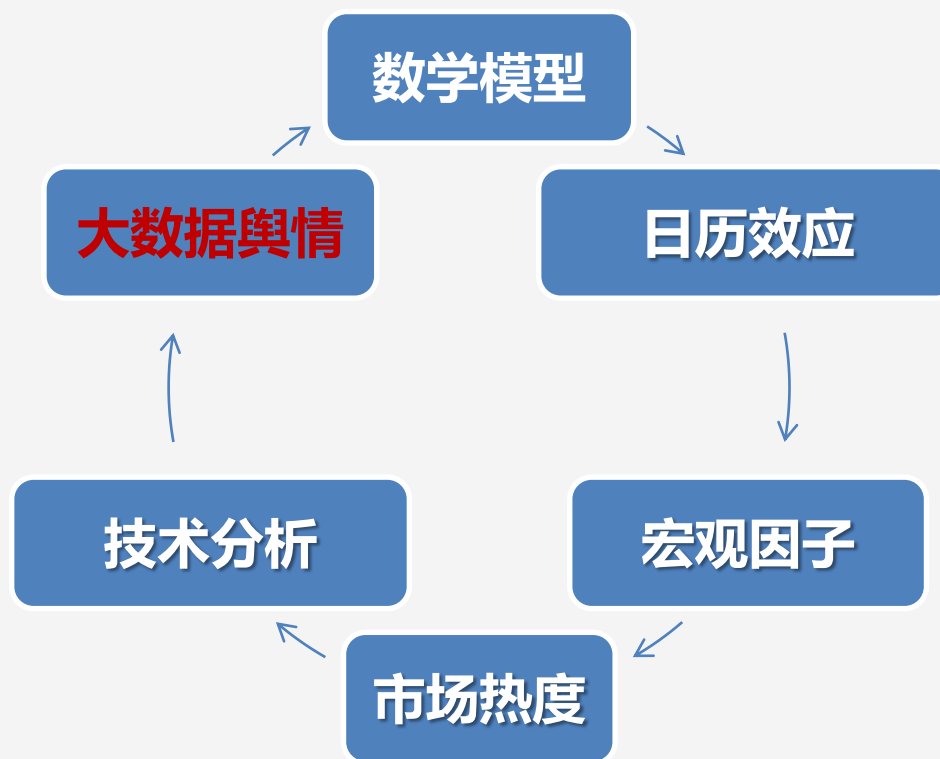 数学模型
大数据舆情
日历效应
技术分析
宏观因子
市场热度